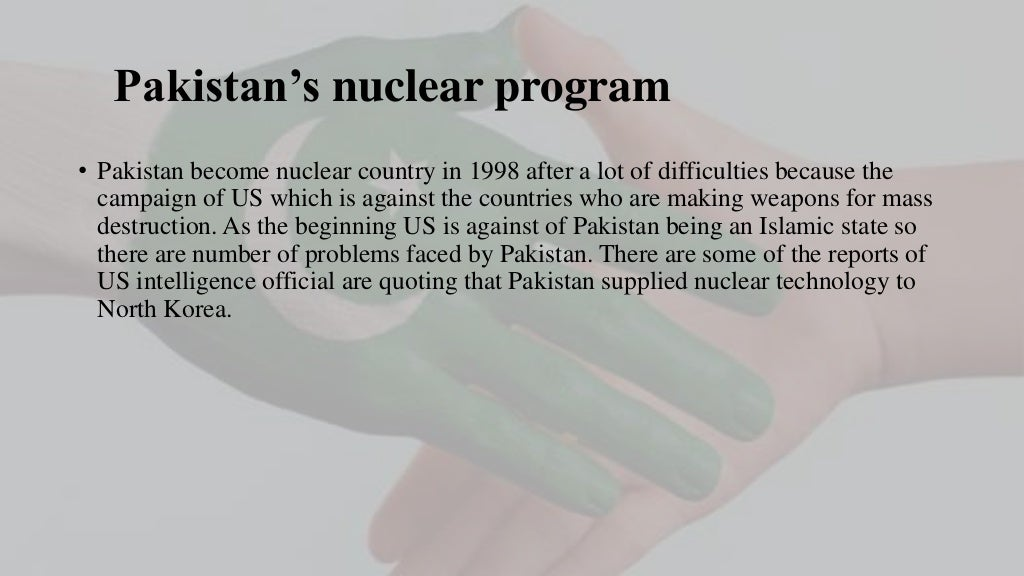 Pakistan’s nuclear program
• Pakistan become nuclear country in 1998 after a lot of difficulties because the
campaign of US which is against the countries who are making weapons for mass
destruction. As the beginning US is against of Pakistan being an Islamic state so
there are number of problems faced by Pakistan. There are some of the reports of
US intelligence official are quoting that Pakistan supplied nuclear technology to
North Korea.